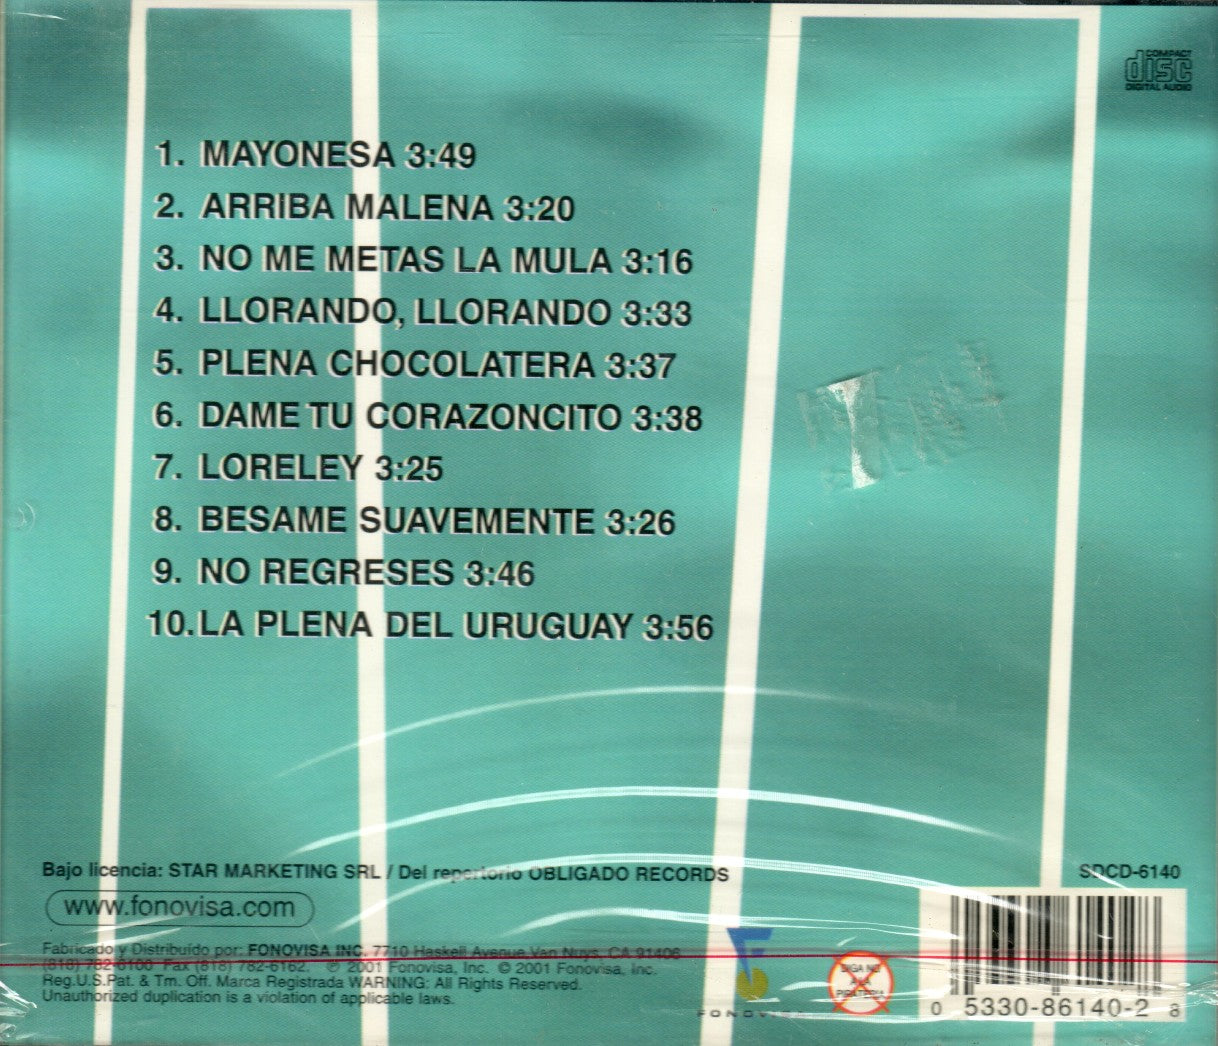 COMPACT
disc
DIGITAL AUDIO
1. MAYONESA 3:49
2. ARRIBA MALENA 3:20
3. NO ME METAS LA MULA 3:16
4. LLORANDO, LLORANDO 3:33
5. PLENA CHOCOLATERA 3:37
6. DAME TU CORAZONCITO 3:38
7. LORELEY 3:25
8. BESAME SUAVEMENTE 3:26
9. NO REGRESES 3:46
10. LA PLENA DEL URUGUAY 3:56
Bajo licencia: STAR MARKETING SRL / Del repertorio OBLIGADO RECORDS
SDCD-6140
www.fonovisa.com
Fabricado y Distribuído por: FONOVISA INC. 7710 Haskell Avenue Van Nuys, CA 91406
(818) 782-6100 Fax (818) 782-6162. ℗ 2001 Fonovisa, Inc. © 2001 Fonovisa, Inc.
Reg.U.S.Pat. & Tm. Off. Marca Registrada WARNING: All Rights Reserved.
Unauthorized duplication is a violation of applicable laws.
FONOVISA
DIGA NO
A LA
PIRATERIA
0 5330-86140-2 8